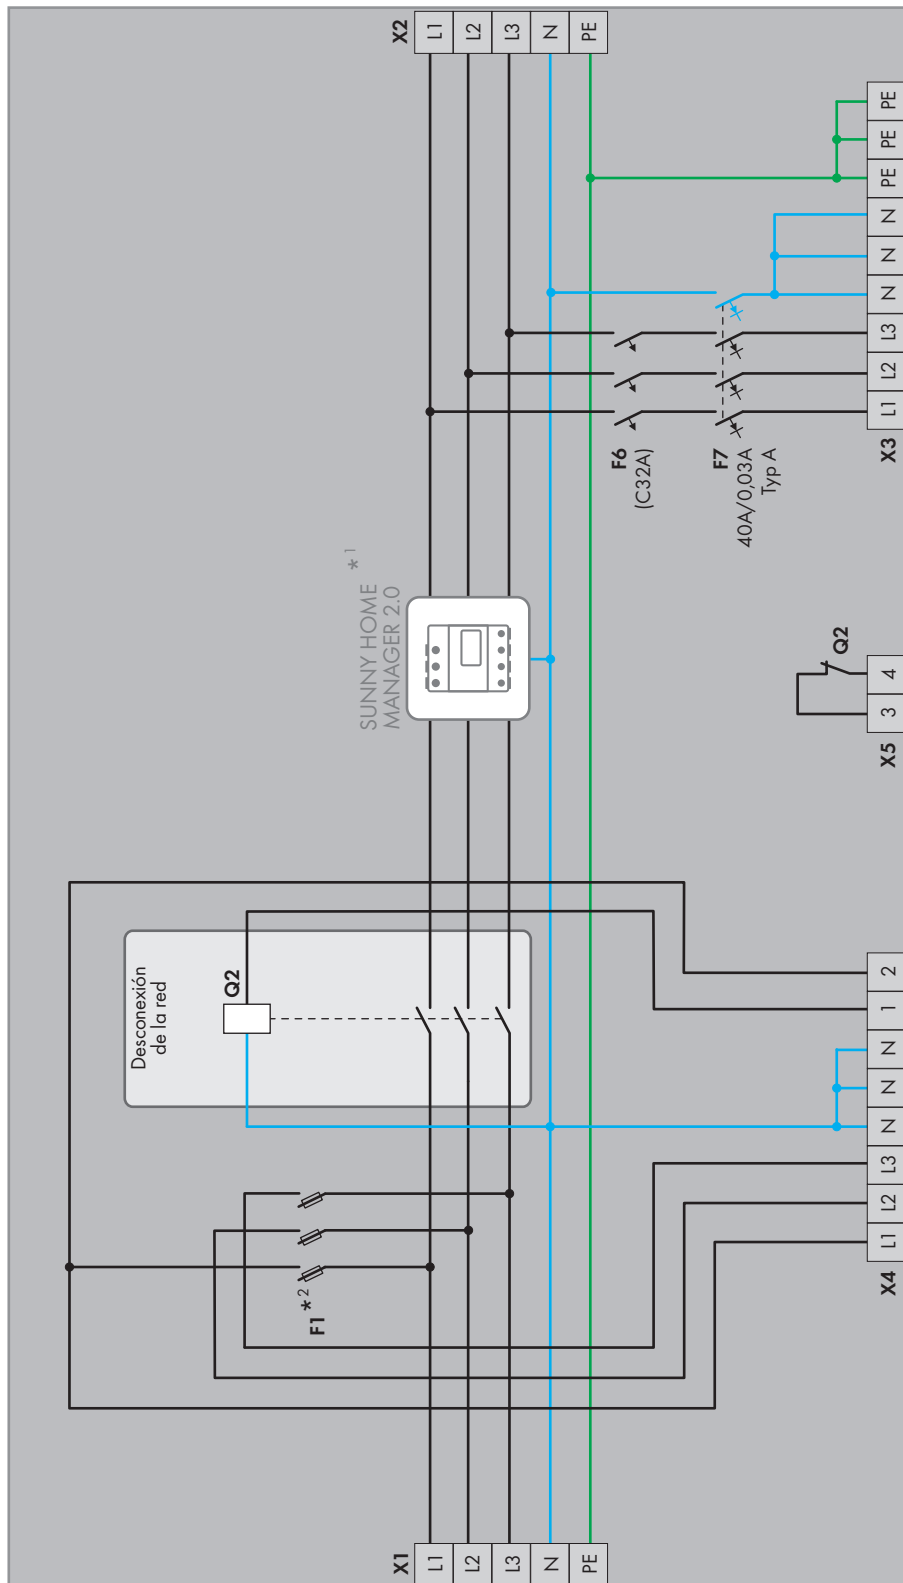 X1
L1
L2
L3
N
PE
F1 *2
Desconexión
de la red
Q2
SUNNY HOME
MANAGER 2.0
*1
X2
L1
L2
L3
N
PE
X4
L1
L2
L3
N
N
N
1
2
X5
3
4
Q2
F6
(C32A)
F7
40A/0,03A
Typ A
X3
L1
L2
L3
N
N
N
PE
PE
PE